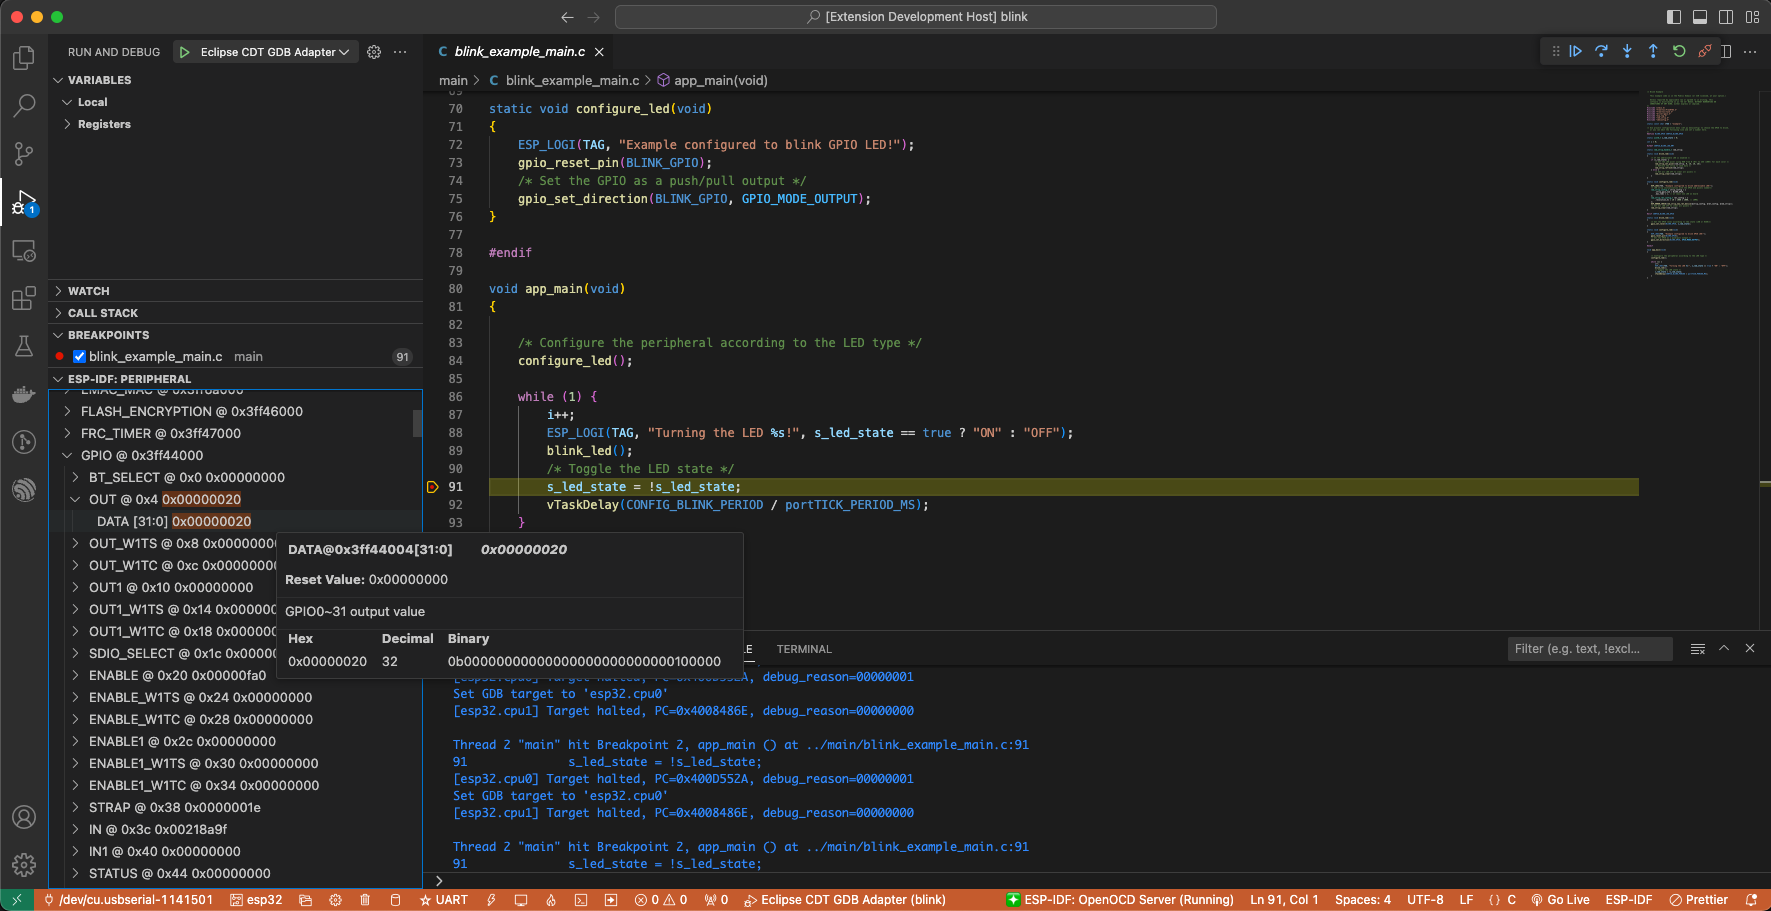 [Extension Development Host] blink
RUN AND DEBUG
Eclipse CDT GDB Adapter
VARIABLES
Local
Registers
WATCH
CALL STACK
BREAKPOINTS
blink_example_main.c main 91
ESP-IDF: PERIPHERAL
EMAC_MAC @ 0x3ff6a000
FLASH_ENCRYPTION @ 0x3ff46000
FRC_TIMER @ 0x3ff47000
GPIO @ 0x3ff44000
BT_SELECT @ 0x0 0x00000000
OUT @ 0x4 0x00000020
DATA [31:0] 0x00000020
OUT_W1TS @ 0x8 0x0000000
OUT_W1TC @ 0xc 0x0000000
OUT1 @ 0x10 0x00000000
OUT1_W1TS @ 0x14 0x000000
OUT1_W1TC @ 0x18 0x000000
SDIO_SELECT @ 0x1c 0x00000
ENABLE @ 0x20 0x00000fa0
ENABLE_W1TS @ 0x24 0x00000000
ENABLE_W1TC @ 0x28 0x00000000
ENABLE1 @ 0x2c 0x00000000
ENABLE1_W1TS @ 0x30 0x00000000
ENABLE1_W1TC @ 0x34 0x00000000
STRAP @ 0x38 0x0000001e
IN @ 0x3c 0x00218a9f
IN1 @ 0x40 0x00000000
STATUS @ 0x44 0x00000000
DATA@0x3ff44004[31:0] 0x00000020
Reset Value: 0x00000000
GPIO0~31 output value
Hex Decimal Binary
0x00000020 32 0b00000000000000000000000000100000
C blink_example_main.c
main > C blink_example_main.c > app_main(void)
69
70 static void configure_led(void)
71 {
72 ESP_LOGI(TAG, "Example configured to blink GPIO LED!");
73 gpio_reset_pin(BLINK_GPIO);
74 /* Set the GPIO as a push/pull output */
75 gpio_set_direction(BLINK_GPIO, GPIO_MODE_OUTPUT);
76 }
77
78 #endif
79
80 void app_main(void)
81 {
82
83 /* Configure the peripheral according to the LED type */
84 configure_led();
85
86 while (1) {
87 i++;
88 ESP_LOGI(TAG, "Turning the LED %s!", s_led_state == true ? "ON" : "OFF");
89 blink_led();
90 /* Toggle the LED state */
91 s_led_state = !s_led_state;
92 vTaskDelay(CONFIG_BLINK_PERIOD / portTICK_PERIOD_MS);
93 }
LE TERMINAL
Filter (e.g. text, !excl...
[esp32.cpu0] Target halted, PC=0x400D552A, debug_reason=00000001
Set GDB target to 'esp32.cpu0'
[esp32.cpu1] Target halted, PC=0x4008486E, debug_reason=00000000
Thread 2 "main" hit Breakpoint 2, app_main () at ../main/blink_example_main.c:91
91 s_led_state = !s_led_state;
[esp32.cpu0] Target halted, PC=0x400D552A, debug_reason=00000001
Set GDB target to 'esp32.cpu0'
[esp32.cpu1] Target halted, PC=0x4008486E, debug_reason=00000000
Thread 2 "main" hit Breakpoint 2, app_main () at ../main/blink_example_main.c:91
91 s_led_state = !s_led_state;
>
1
/dev/cu.usbserial-1141501 esp32 UART 0 0 0 Eclipse CDT GDB Adapter (blink) ESP-IDF: OpenOCD Server (Running) Ln 91, Col 1 Spaces: 4 UTF-8 LF {} C Go Live ESP-IDF Prettier